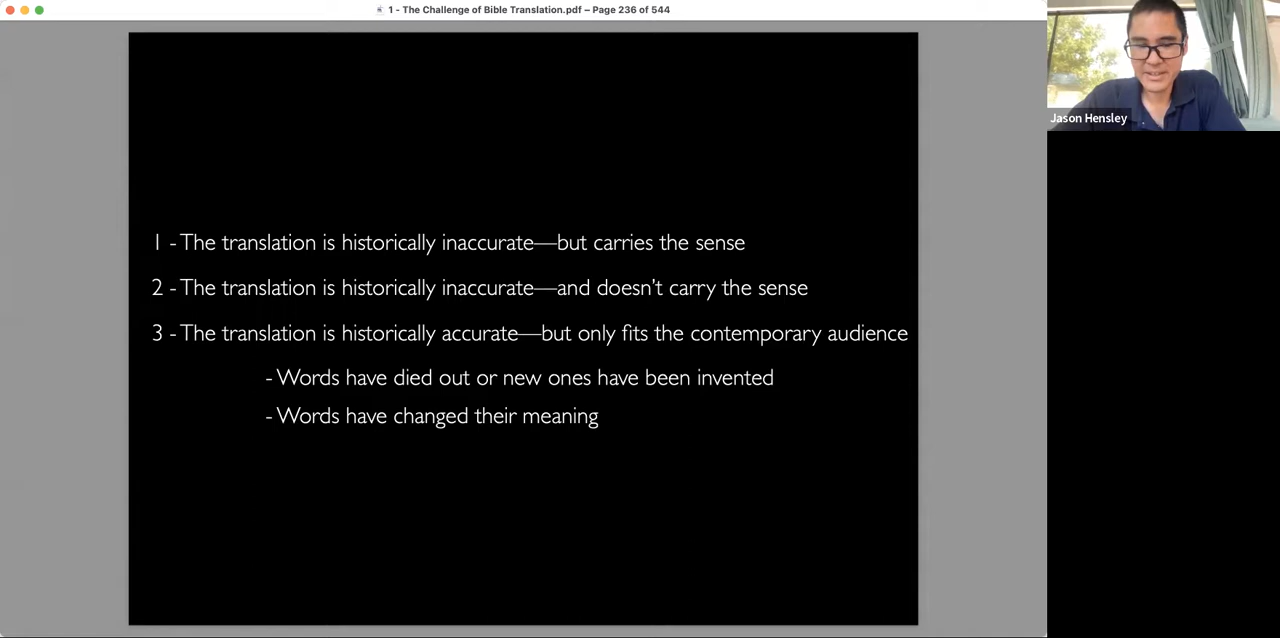 1 - The Challenge of Bible Translation.pdf – Page 236 of 544
Jason Hensley
1 - The translation is historically inaccurate—but carries the sense
2 - The translation is historically inaccurate—and doesn't carry the sense
3 - The translation is historically accurate—but only fits the contemporary audience
- Words have died out or new ones have been invented
- Words have changed their meaning